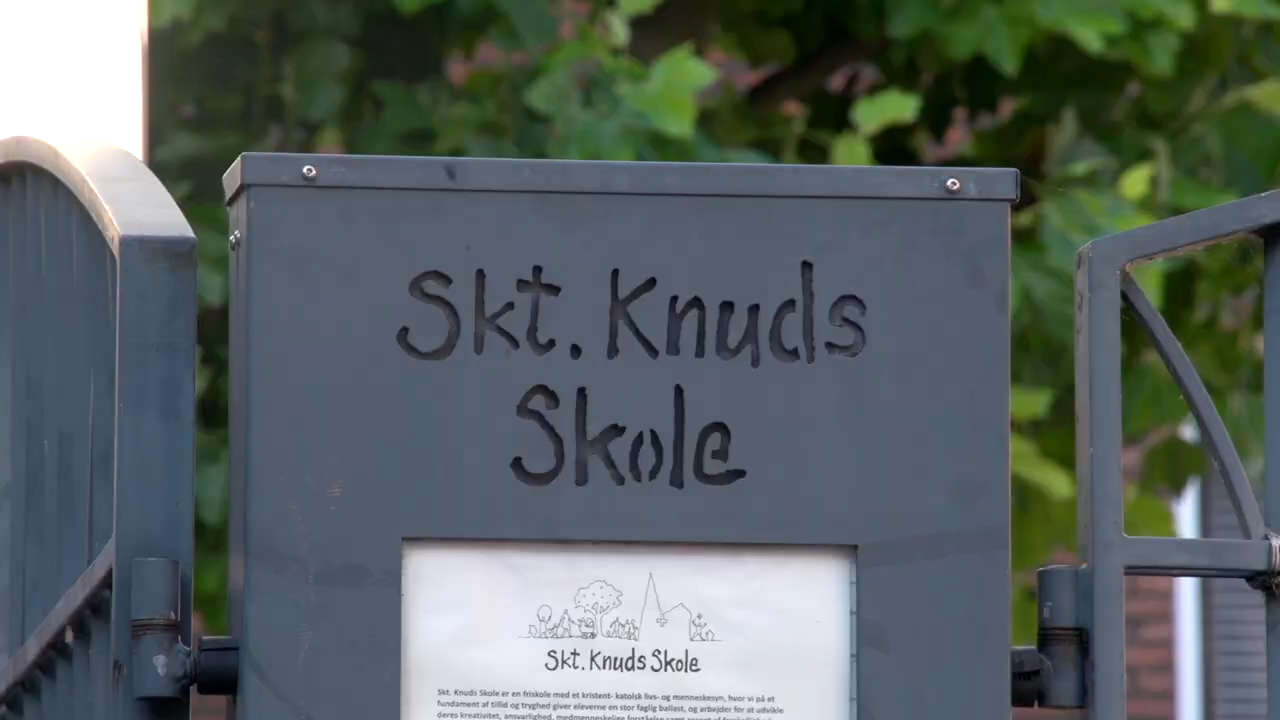 Skt. Knuds
Skole
Skt. Knuds Skole
Skt. Knuds Skole er en friskole med et kristent- katolsk livs- og menneskesyn, hvor vi på et
fundament af tillid og tryghed giver eleverne en stor faglig ballast, og arbejder for at udvikle
deres kreativitet, ansvarlighed, medmenneskelige forståelse samt